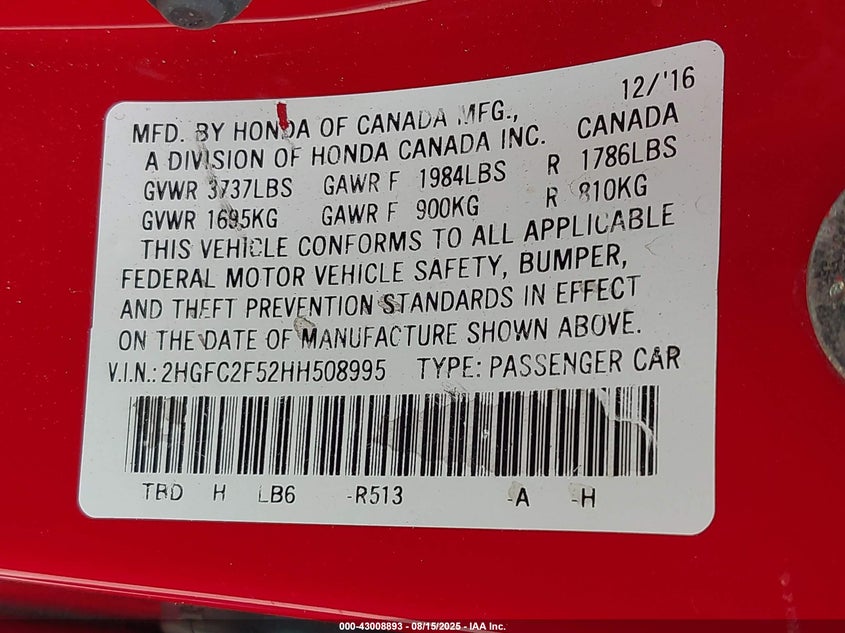 12/'16
MFD. BY HONDA OF CANADA MFG., CANADA
A DIVISION OF HONDA CANADA INC.
GVWR 3737LBS GAWR F 1984LBS R 1786LBS
GVWR 1695KG GAWR F 900KG R 810KG
THIS VEHICLE CONFORMS TO ALL APPLICABLE
FEDERAL MOTOR VEHICLE SAFETY, BUMPER,
AND THEFT PREVENTION STANDARDS IN EFFECT
ON THE DATE OF MANUFACTURE SHOWN ABOVE.
V.I.N.: 2HGFC2F52HH508995 TYPE: PASSENGER CAR
TBD H LB6 -R513 -A -H
000-43008893 - 08/15/2025 - IAA Inc.